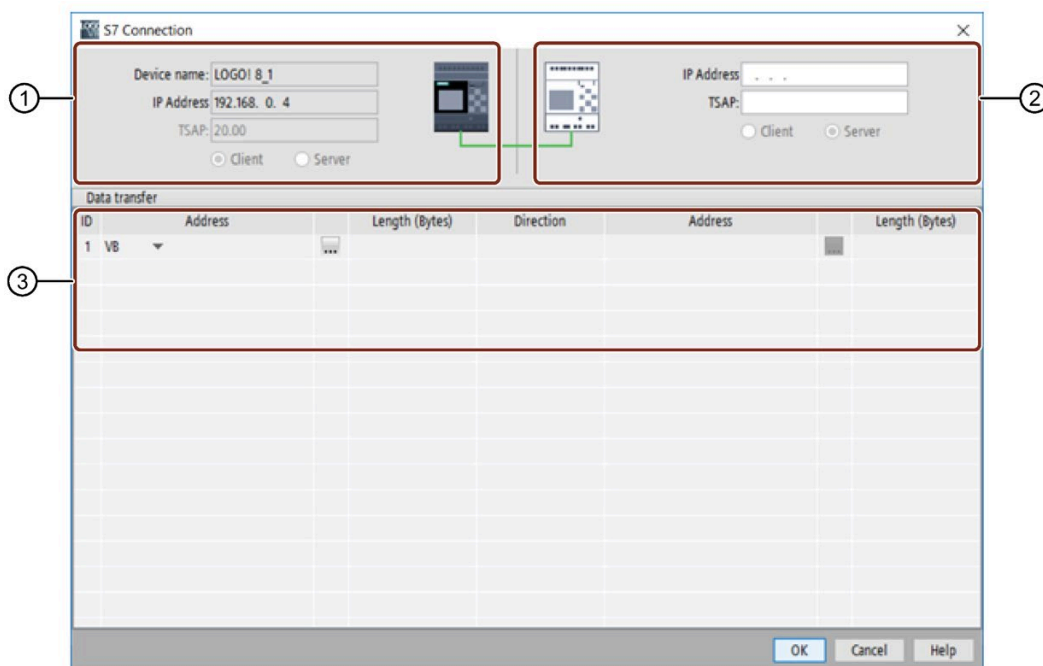 S7 Connection
①
Device name: LOGO! 8_1
IP Address 192.168. 0. 4
TSAP: 20.00
Client Server
IP Address . . .
TSAP:
Client Server
②
Data transfer
ID Address Length (Bytes) Direction Address Length (Bytes)
1 VB ...
...
③
OK Cancel Help